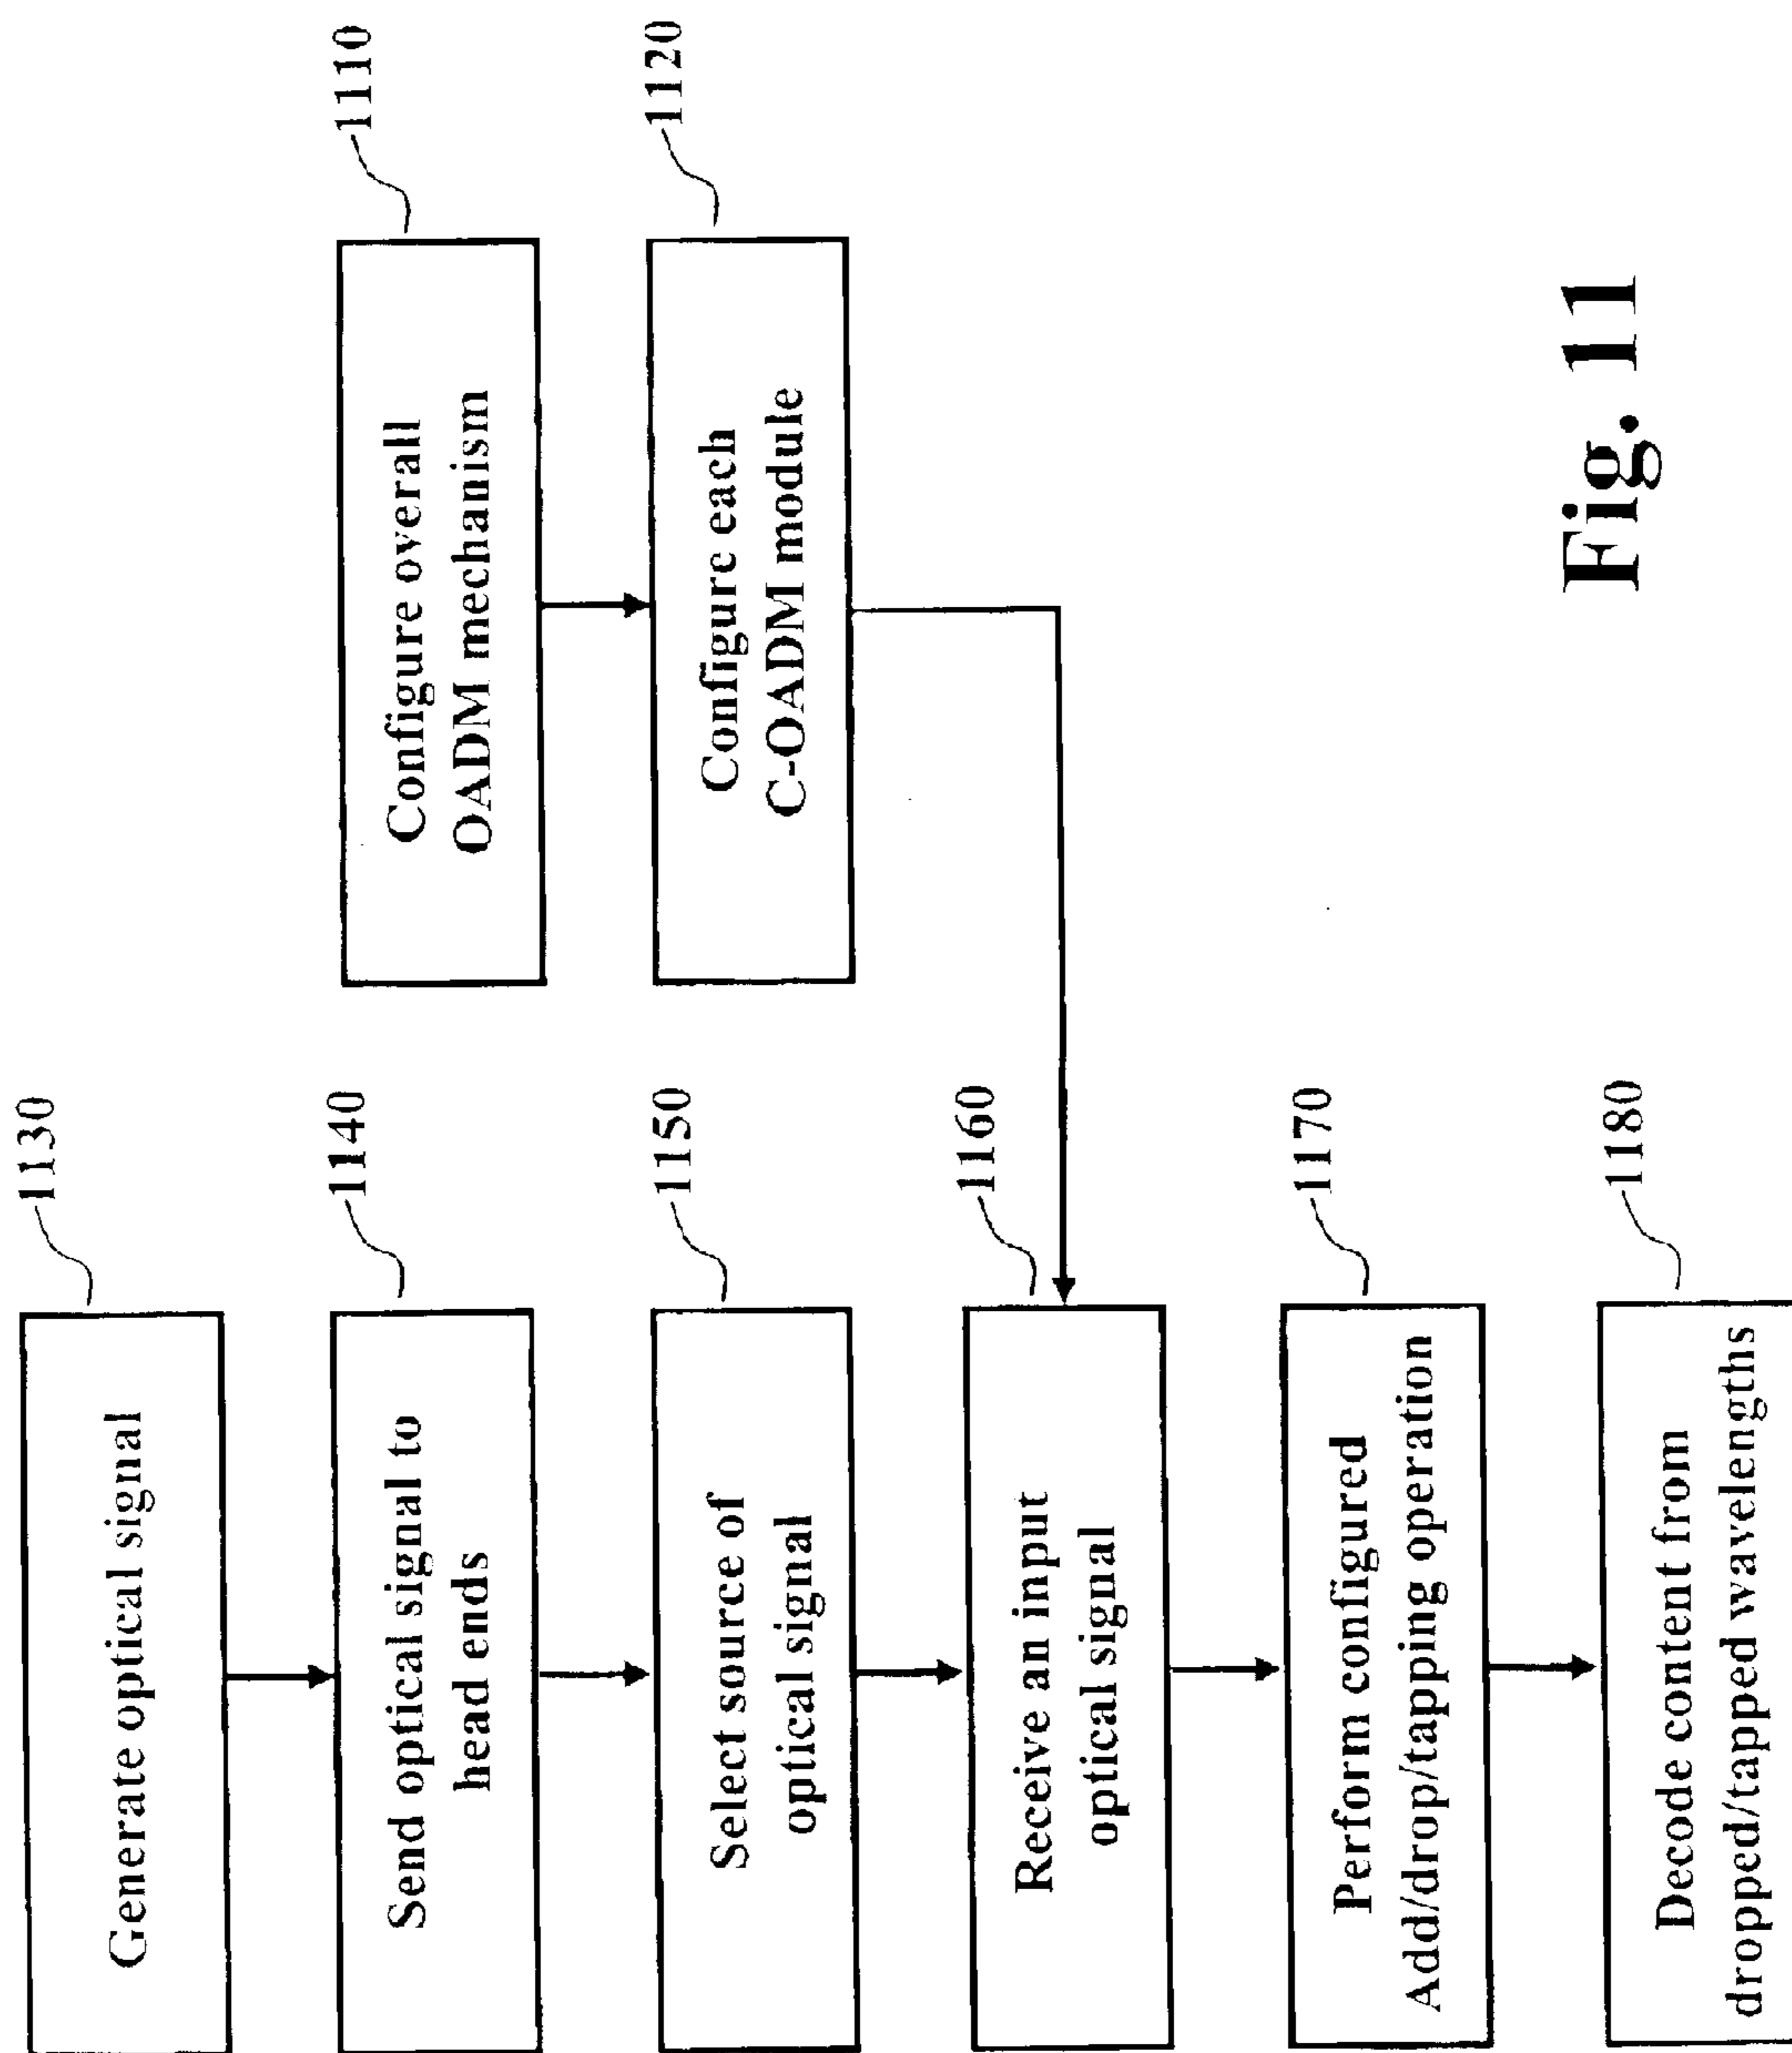 1130
Generate optical signal
1140
Send optical signal to
head ends
1150
Select source of
optical signal
1160
Receive an input
optical signal
1170
Perform configured
Add/drop/tapping operation
1180
Decode content from
dropped/tapped wavelengths
1110
Configure overall
OADM mechanism
1120
Configure each
C-OADM module
Fig. 11